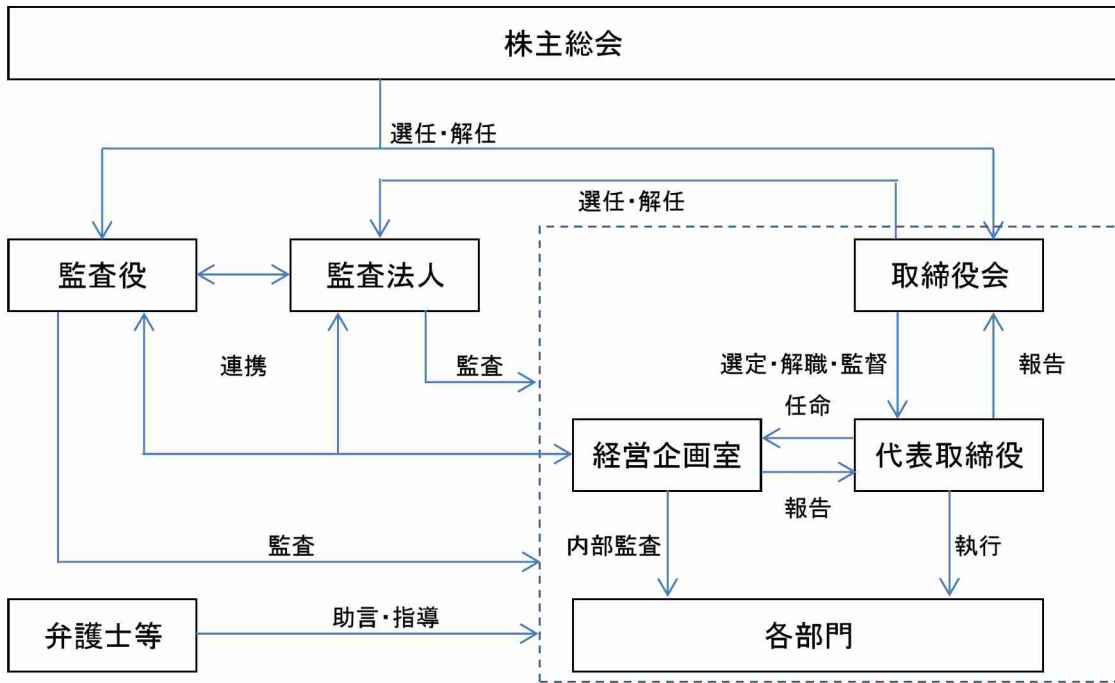 株主総会
選任・解任
選任・解任
監査役
監査法人
取締役会
連携
監査
選定・解職・監督
報告
任命
経営企画室
代表取締役
報告
監査
内部監査
執行
弁護士等
助言・指導
各部門